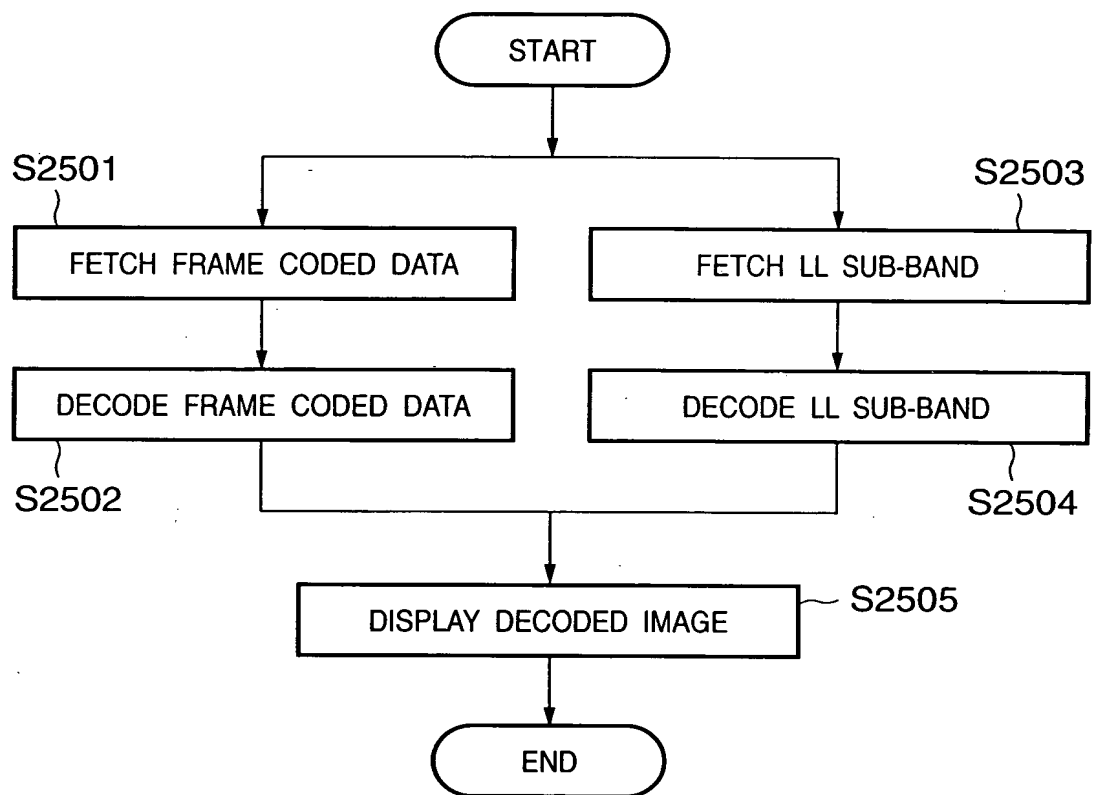 START
S2501
S2503
FETCH FRAME CODED DATA
FETCH LL SUB-BAND
DECODE FRAME CODED DATA
DECODE LL SUB-BAND
S2502
S2504
DISPLAY DECODED IMAGE
S2505
END